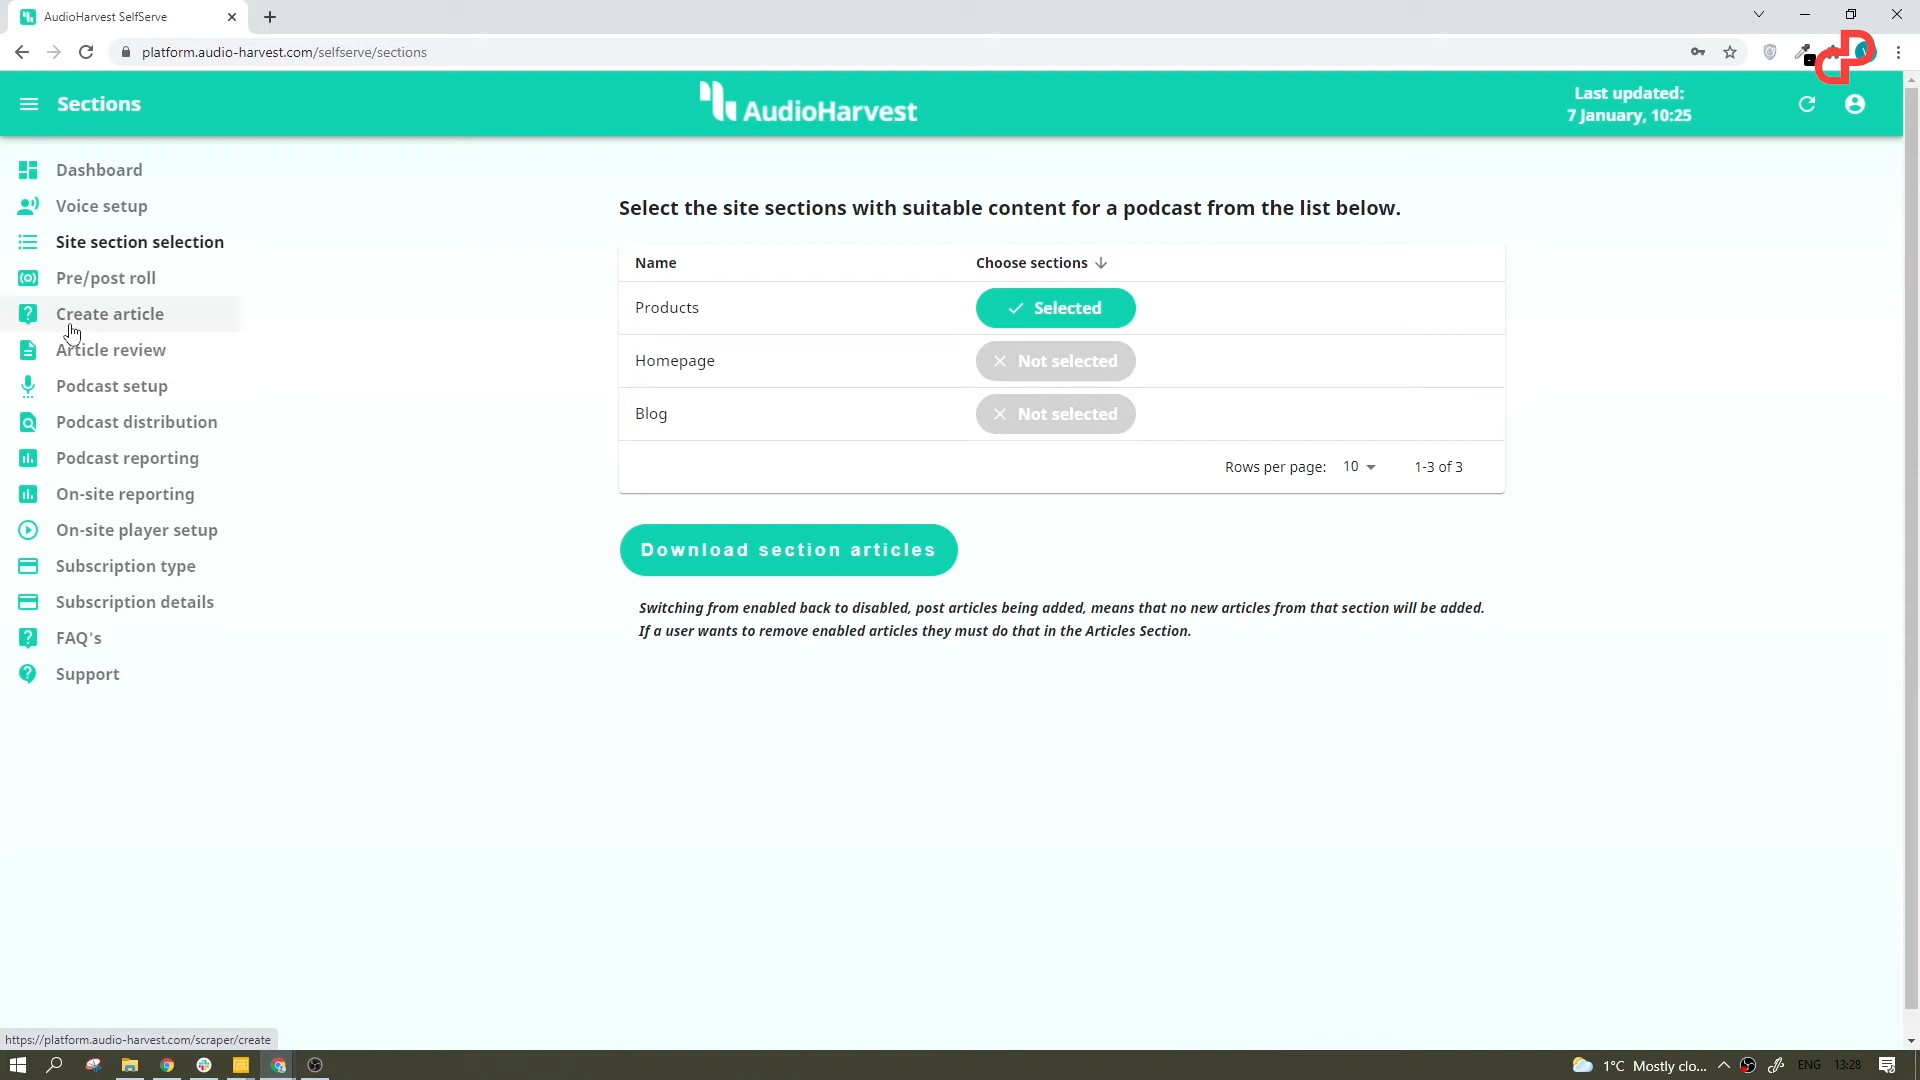 AudioHarvest SelfServe
platform.audio-harvest.com/selfserve/sections
Sections
AudioHarvest
Last updated:
7 January, 10:25
Dashboard
Voice setup
Site section selection
Pre/post roll
Create article
Article review
Podcast setup
Podcast distribution
Podcast reporting
On-site reporting
On-site player setup
Subscription type
Subscription details
FAQ's
Support
Select the site sections with suitable content for a podcast from the list below.
Name Choose sections
Products Selected
Homepage Not selected
Blog Not selected
Rows per page: 10 1-3 of 3
Download section articles
Switching from enabled back to disabled, post articles being added, means that no new articles from that section will be added.
If a user wants to remove enabled articles they must do that in the Articles Section.
https://platform.audio-harvest.com/scraper/create
1°C Mostly clo... ENG 13:28